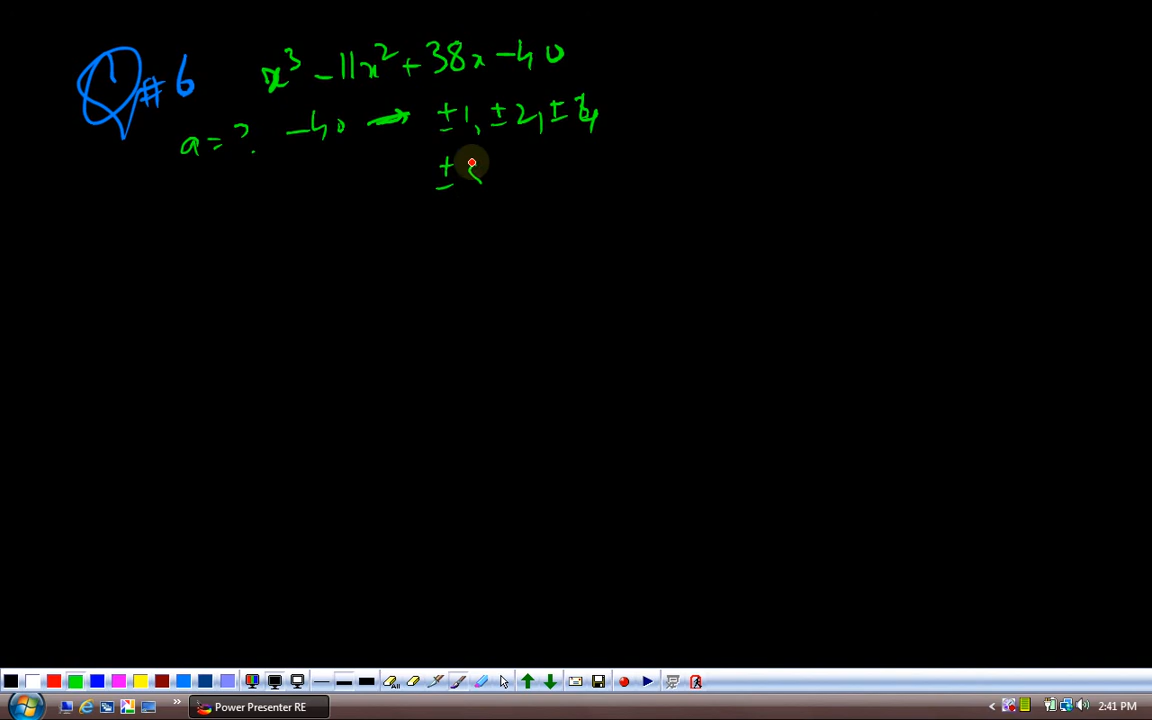 Q # 6 x³ - 11x² + 38x - 40
a = ? -40 → ±1, ±2, ±4
±
Power Presenter RE
2:41 PM